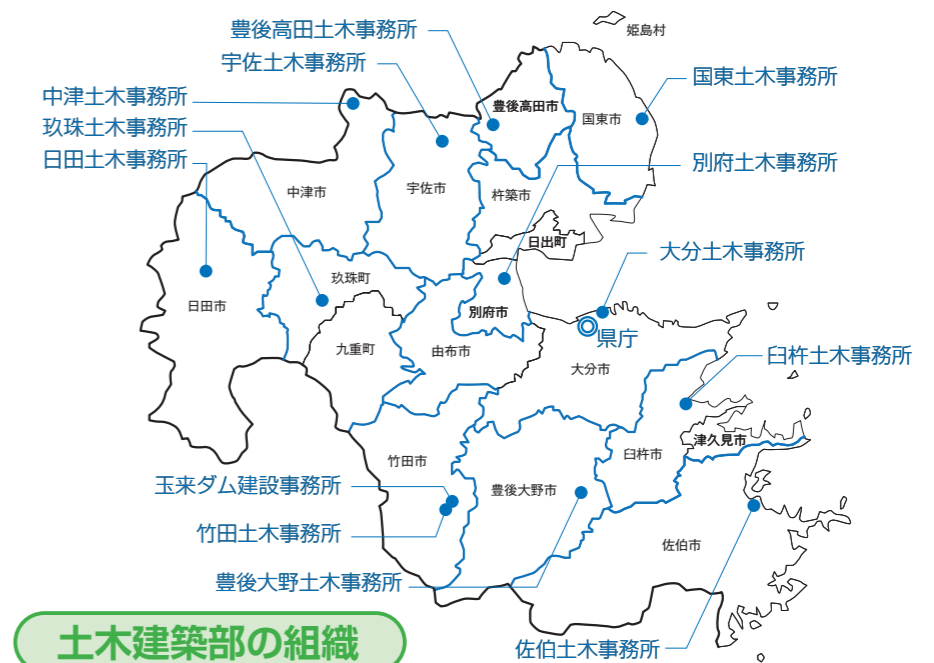 姫島村
豊後高田土木事務所
宇佐土木事務所
国東土木事務所
中津土木事務所
豊後高田市
国東市
玖珠土木事務所
日田土木事務所
別府土木事務所
中津市
宇佐市
杵築市
日出町
大分土木事務所
玖珠町
日田市
別府市
県庁
九重町
由布市
臼杵土木事務所
大分市
津久見市
臼杵市
竹田市
玉来ダム建設事務所
豊後大野市
竹田土木事務所
佐伯市
豊後大野土木事務所
佐伯土木事務所
土木建築部の組織